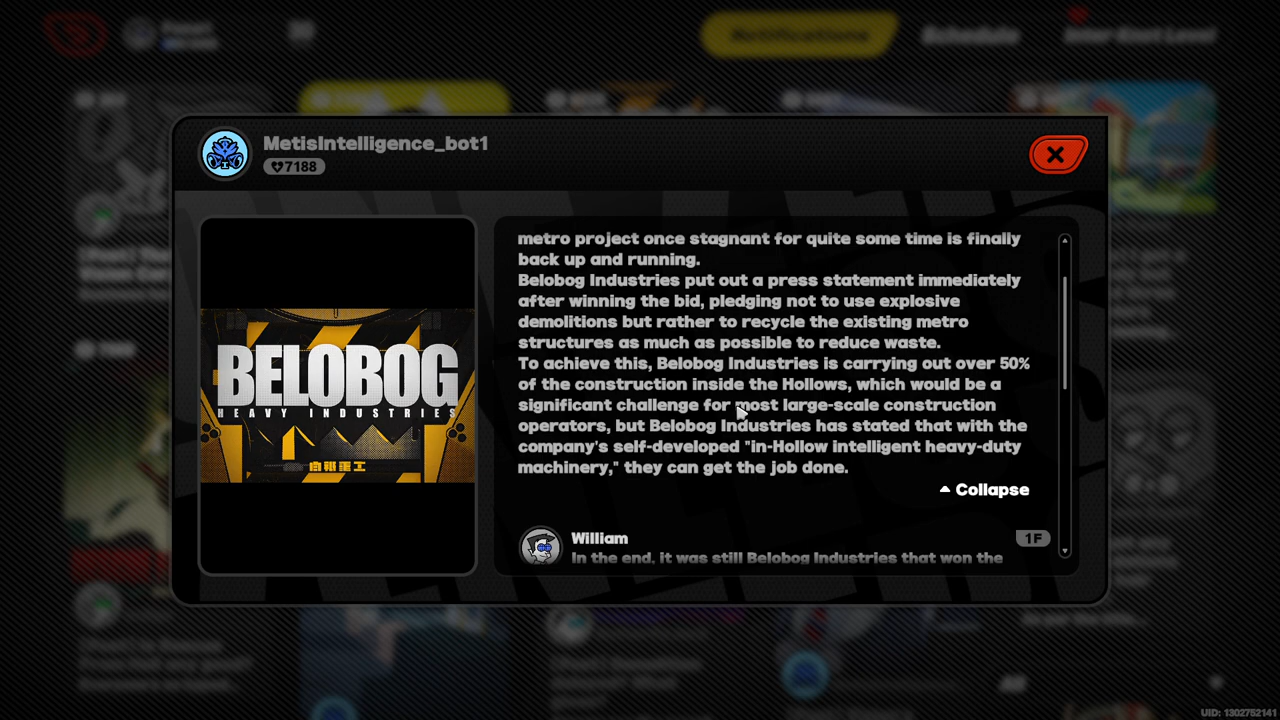 Notifications
Schedule
Inter-Knot Level
MetisIntelligence_bot1
7188
BELOBOG
HEAVY INDUSTRIES
白祇重工
metro project once stagnant for quite some time is finally
back up and running.
Belobog Industries put out a press statement immediately
after winning the bid, pledging not to use explosive
demolitions but rather to recycle the existing metro
structures as much as possible to reduce waste.
To achieve this, Belobog Industries is carrying out over 50%
of the construction inside the Hollows, which would be a
significant challenge for most large-scale construction
operators, but Belobog Industries has stated that with the
company's self-developed "in-Hollow intelligent heavy-duty
machinery," they can get the job done.
Collapse
William
1F
In the end, it was still Belobog Industries that won the
UID: 1302752141